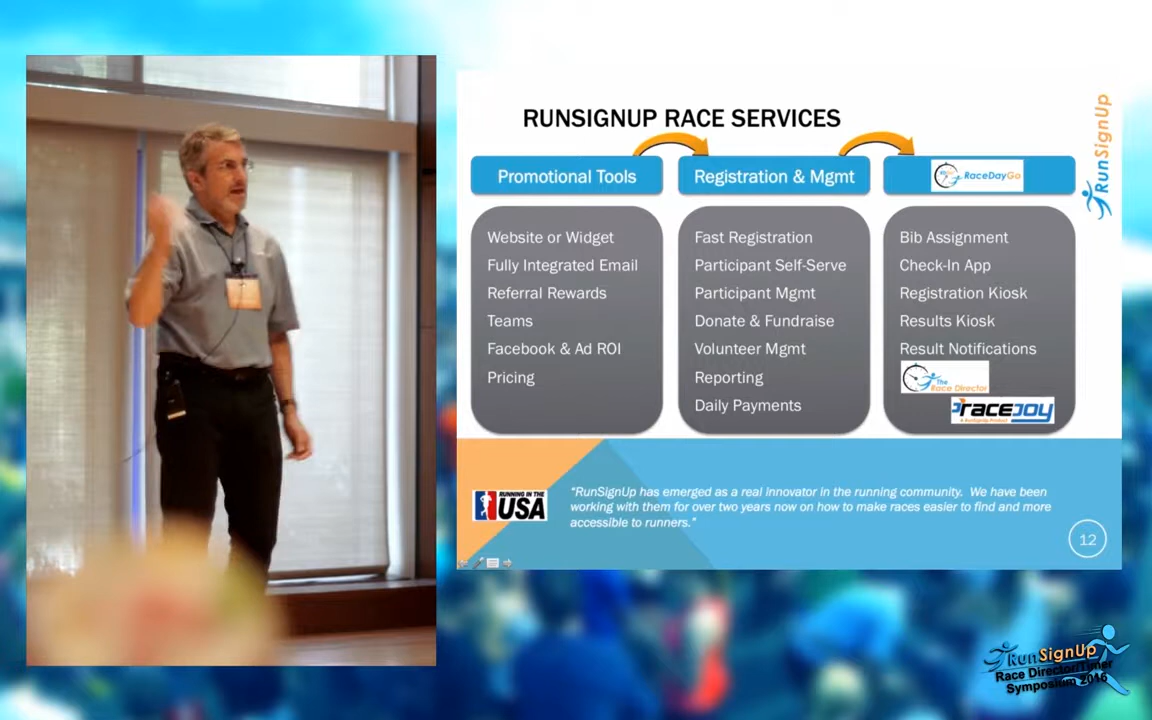 RUNSIGNUP RACE SERVICES
RunSignUp
Promotional Tools
Registration & Mgmt
RaceDayGo
Website or Widget
Fully Integrated Email
Referral Rewards
Teams
Facebook & Ad ROI
Pricing
Fast Registration
Participant Self-Serve
Participant Mgmt
Donate & Fundraise
Volunteer Mgmt
Reporting
Daily Payments
Bib Assignment
Check-In App
Registration Kiosk
Results Kiosk
Result Notifications
The
Race Director
racejoy
A RunSignUp Product
RUNNING IN THE
USA
"RunSignUp has emerged as a real innovator in the running community. We have been
working with them for over two years now on how to make races easier to find and more
accessible to runners."
12
RunSignUp
Race Director/Timer
Symposium 2016